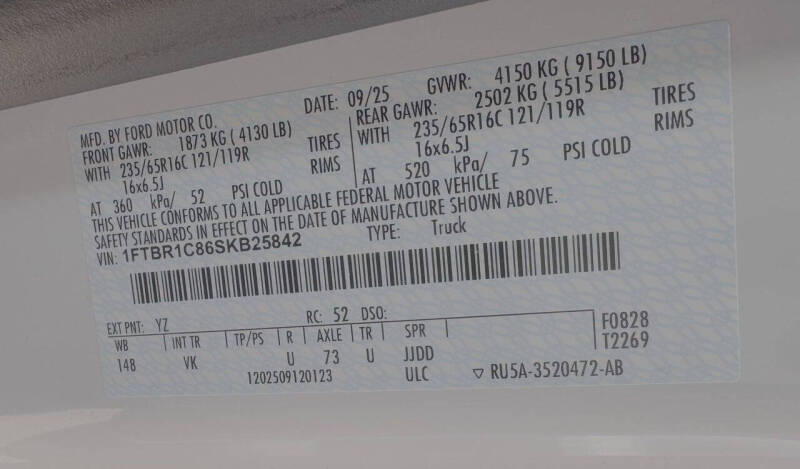 MFD. BY FORD MOTOR CO. DATE: 09/25 GVWR: 4150 KG ( 9150 LB)
FRONT GAWR: 1873 KG ( 4130 LB) REAR GAWR: 2502 KG ( 5515 LB)
WITH 235/65R16C 121/119R TIRES WITH 235/65R16C 121/119R TIRES
16x6.5J RIMS 16x6.5J RIMS
AT 360 kPa/ 52 PSI COLD AT 520 kPa/ 75 PSI COLD
THIS VEHICLE CONFORMS TO ALL APPLICABLE FEDERAL MOTOR VEHICLE
SAFETY STANDARDS IN EFFECT ON THE DATE OF MANUFACTURE SHOWN ABOVE.
VIN: 1FTBR1C86SKB25842 TYPE: Truck
EXT PNT: YZ RC: 52 DSO:
WB INT TR TP/PS R AXLE TR SPR F0828
148 VK U 73 U JJDD T2269
1202509120123 ULC ▽ RU5A-3520472-AB